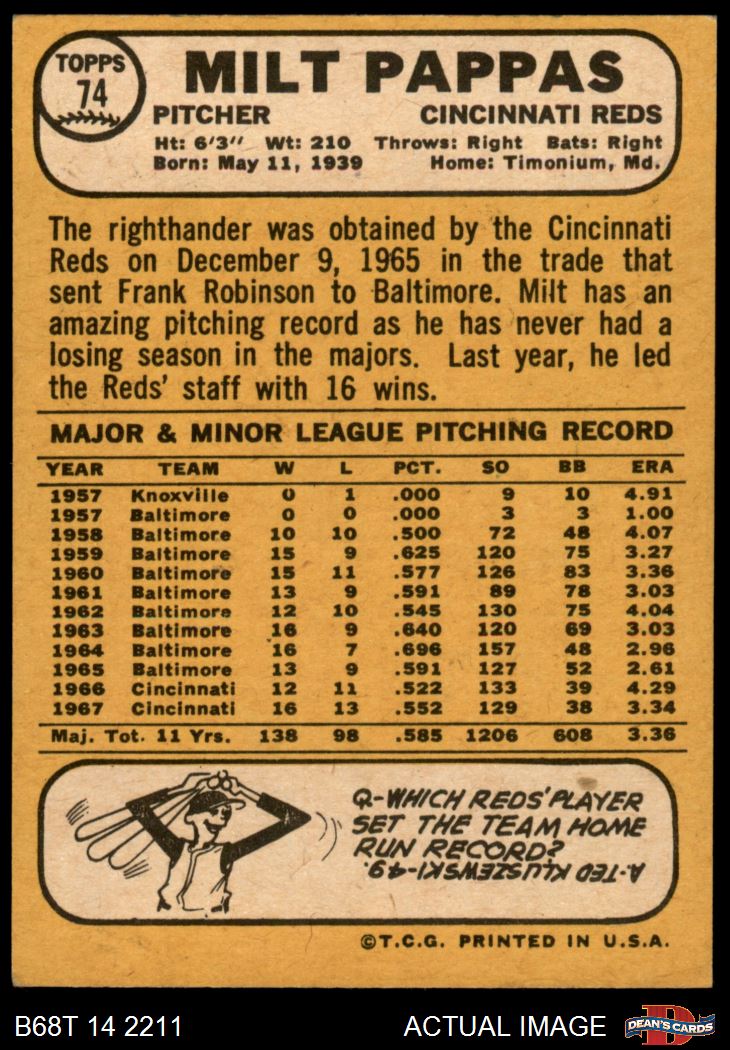 TOPPS
74
MILT PAPPAS
PITCHER CINCINNATI REDS
Ht: 6'3" Wt: 210 Throws: Right Bats: Right
Born: May 11, 1939 Home: Timonium, Md.
The righthander was obtained by the Cincinnati
Reds on December 9, 1965 in the trade that
sent Frank Robinson to Baltimore. Milt has an
amazing pitching record as he has never had a
losing season in the majors. Last year, he led
the Reds' staff with 16 wins.
MAJOR & MINOR LEAGUE PITCHING RECORD
YEAR TEAM W L PCT. SO BB ERA
1957 Knoxville 0 1 .000 9 10 4.91
1957 Baltimore 0 0 .000 3 3 1.00
1958 Baltimore 10 10 .500 72 48 4.07
1959 Baltimore 15 9 .625 120 75 3.27
1960 Baltimore 15 11 .577 126 83 3.36
1961 Baltimore 13 9 .591 89 78 3.03
1962 Baltimore 12 10 .545 130 75 4.04
1963 Baltimore 16 9 .640 120 69 3.03
1964 Baltimore 16 7 .696 157 48 2.96
1965 Baltimore 13 9 .591 127 52 2.61
1966 Cincinnati 12 11 .522 133 39 4.29
1967 Cincinnati 16 13 .552 129 38 3.34
Maj. Tot. 11 Yrs. 138 98 .585 1206 608 3.36
Q-WHICH REDS' PLAYER
SET THE TEAM HOME
RUN RECORD?
A-TED KLUSZEWSKI-49.
©T.C.G. PRINTED IN U.S.A.
B68T 14 2211 ACTUAL IMAGE
D
DEAN'S CARDS